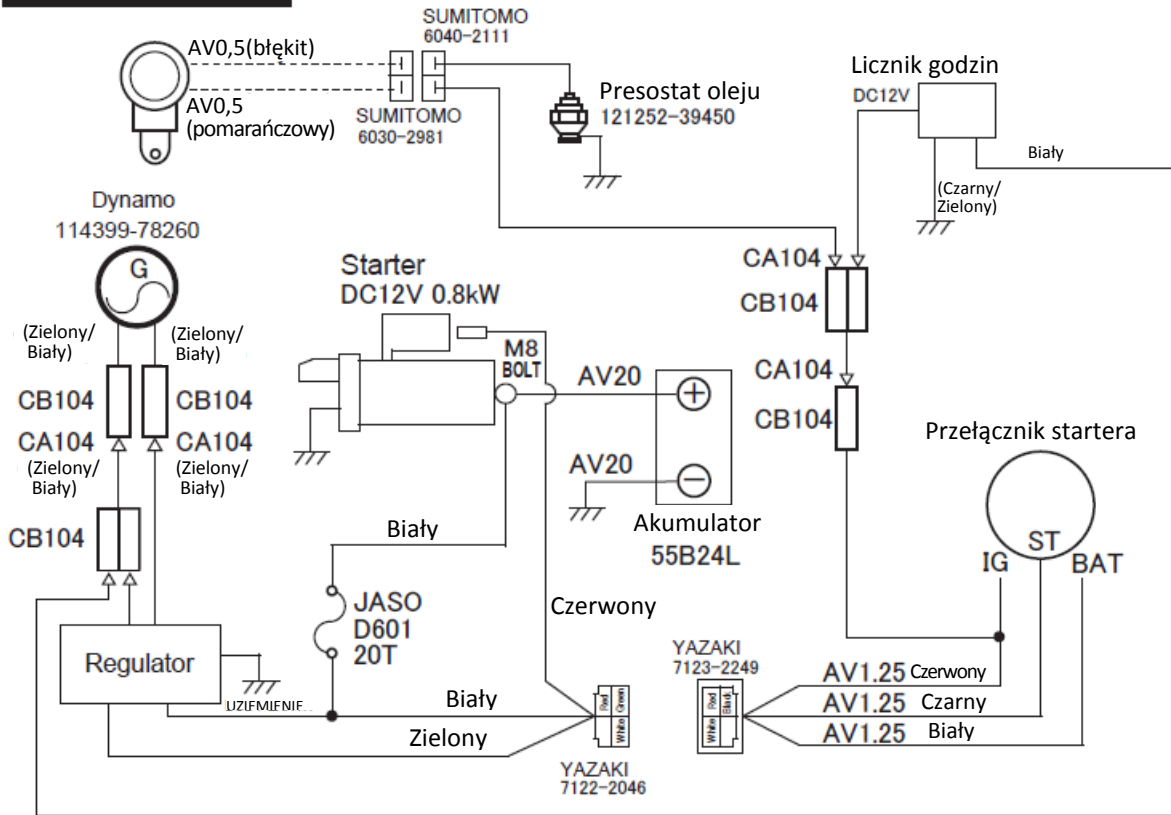 SUMITOMO
6040-2111
AV0,5(błękit)
AV0,5
(pomarańczowy)
SUMITOMO
6030-2981
Presostat oleju
121252-39450
Licznik godzin
DC12V
Biały
(Czarny/
Zielony)
Dynamo
114399-78260
G
(Zielony/
Biały)
(Zielony/
Biały)
CB104
CB104
CA104
CA104
(Zielony/
Biały)
(Zielony/
Biały)
CB104
Starter
DC12V 0.8kW
M8
BOLT
AV20
AV20
Akumulator
55B24L
CA104
CB104
CA104
CB104
Przełącznik startera
ST
IG
BAT
Biały
JASO
D601
20T
Czerwony
Regulator
UZIEMIENIE
Biały
Zielony
Red
Green
White
YAZAKI
7122-2046
YAZAKI
7123-2249
Red
Black
White
AV1.25 Czerwony
AV1.25 Czarny
AV1.25 Biały